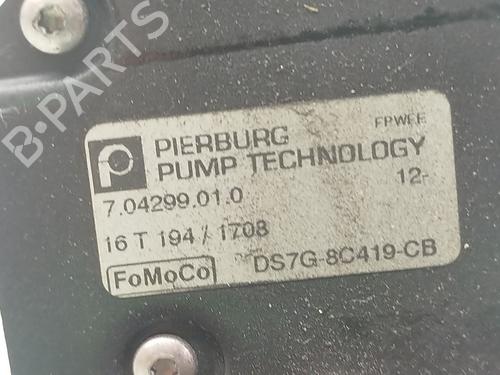 B-PARTS
FPWFE
PIERBURG
PUMP TECHNOLOGY
7.04299.01.0
12-
16 T 194 / 1708
FoMoCo
DS7G-8C419-CB